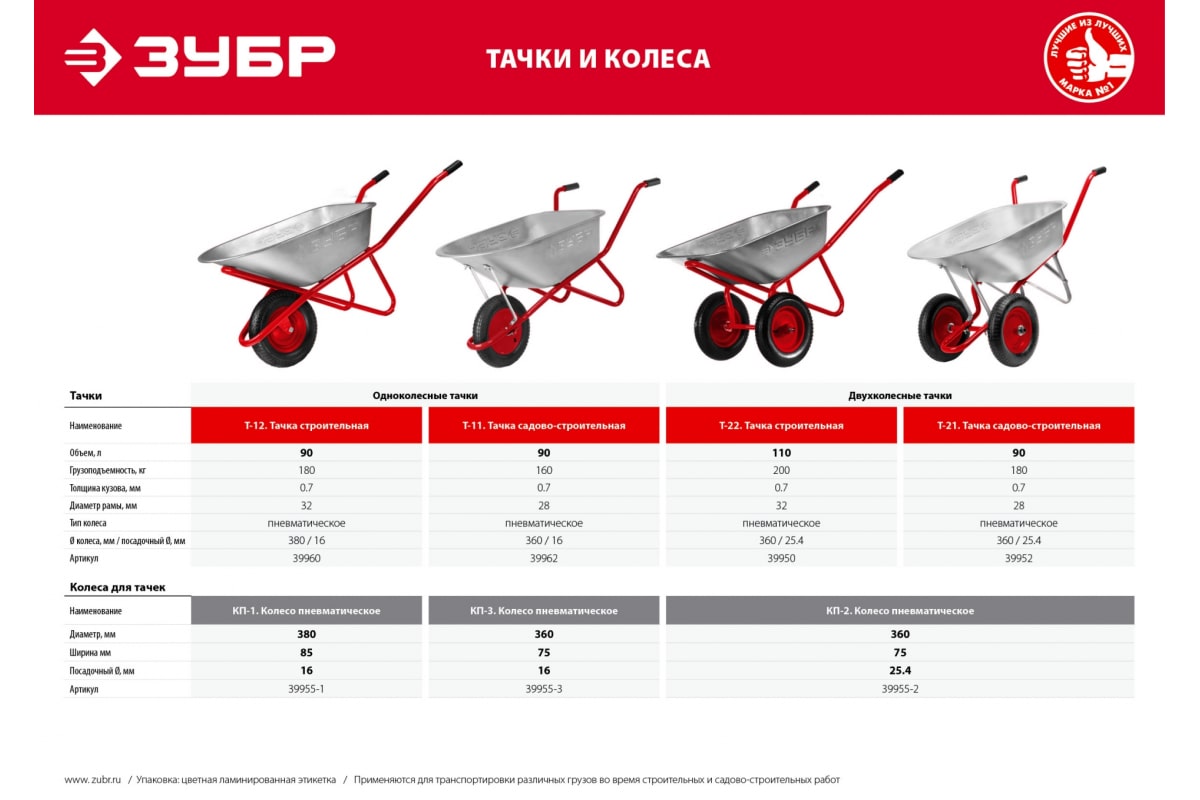 ЗУБР
ТАЧКИ И КОЛЕСА
ЛУЧШИЕ ИЗ ЛУЧШИХ
МАРКА №1
ЗУБР
ЗУБР
ЗУБР
Тачки Одноколесные тачки Двухколесные тачки
Наименование Т-12. Тачка строительная Т-11. Тачка садово-строительная Т-22. Тачка строительная Т-21. Тачка садово-строительная
Объем, л 90 90 110 90
Грузоподъемность, кг 180 160 200 180
Толщина кузова, мм 0.7 0.7 0.7 0.7
Диаметр рамы, мм 32 28 32 28
Тип колеса пневматическое пневматическое пневматическое пневматическое
Ø колеса, мм / посадочный Ø, мм 380 / 16 360 / 16 360 / 25.4 360 / 25.4
Артикул 39960 39962 39950 39952
Колеса для тачек
Наименование КП-1. Колесо пневматическое КП-3. Колесо пневматическое КП-2. Колесо пневматическое
Диаметр, мм 380 360 360
Ширина мм 85 75 75
Посадочный Ø, мм 16 16 25.4
Артикул 39955-1 39955-3 39955-2
www. zubr.ru / Упаковка: цветная ламинированная этикетка / Применяются для транспортировки различных грузов во время строительных и садово-строительных работ